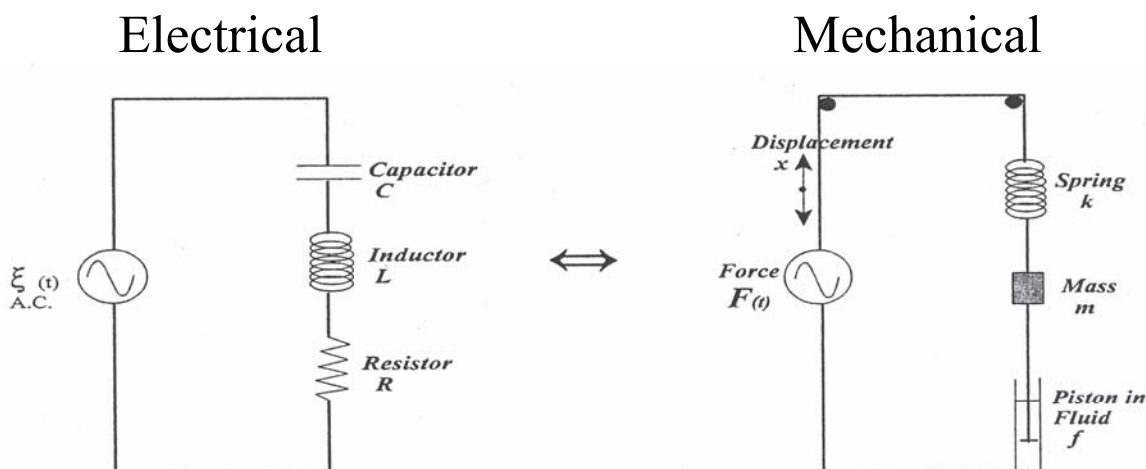 Electrical
Capacitor
C
Inductor
L
ξ (t)
A.C.
Resistor
R
Mechanical
Displacement
x
Spring
k
Force
F(t)
Mass
m
Piston in
Fluid
f